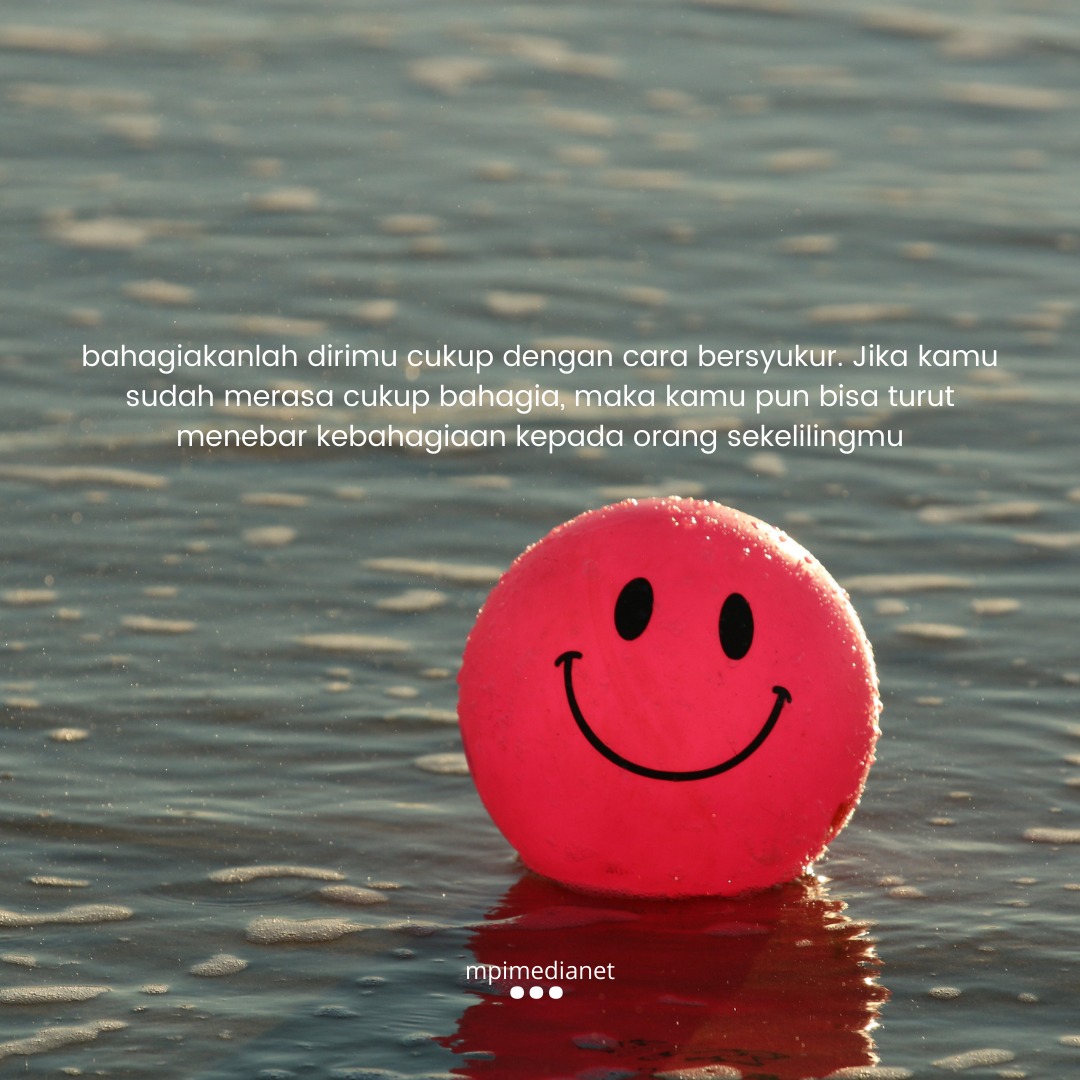 bahagiakanlah dirimu cukup dengan cara bersyukur. Jika kamu
sudah merasa cukup bahagia, maka kamu pun bisa turut
menebar kebahagiaan kepada orang sekelilingmu
mpimedianet